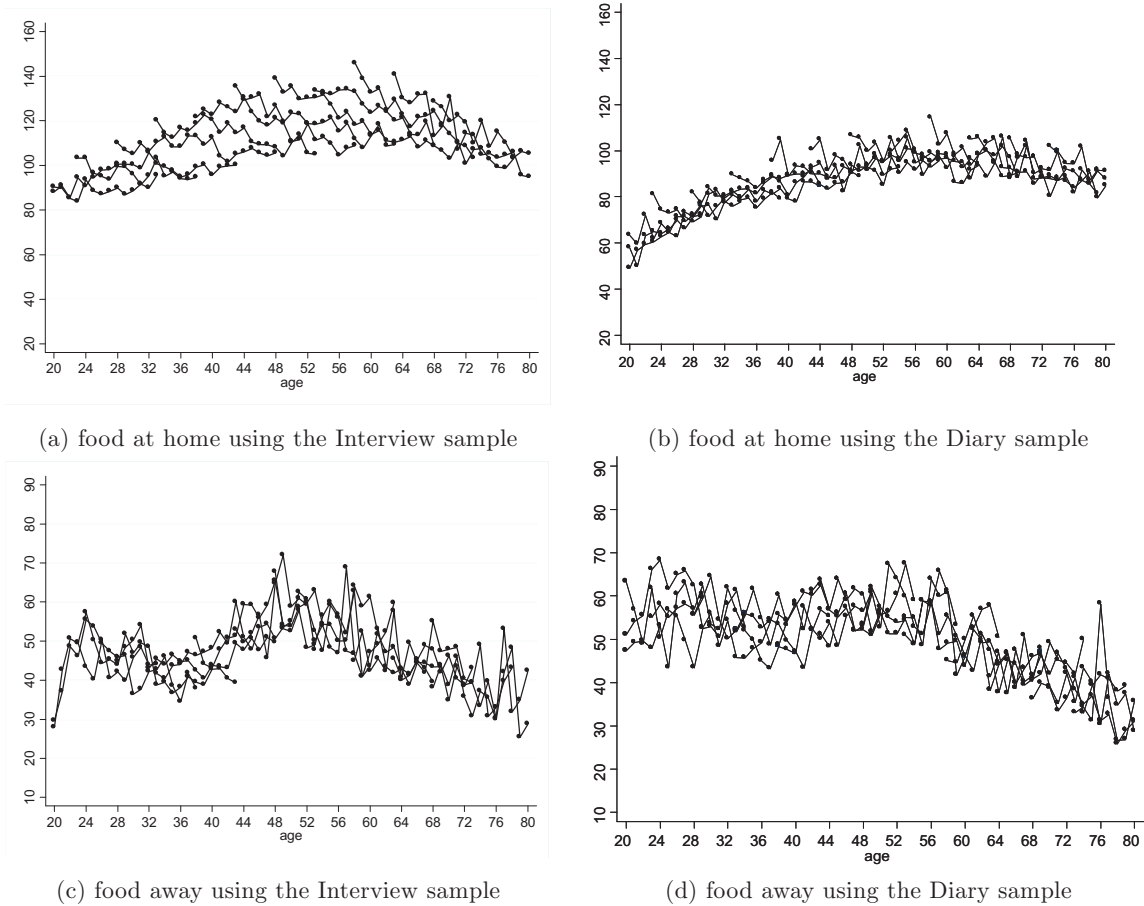 160
140
120
100
80
60
40
20
20 24 28 32 36 40 44 48 52 56 60 64 68 72 76 80
age
(a) food at home using the Interview sample
160
140
120
100
80
60
40
20
20 24 28 32 36 40 44 48 52 56 60 64 68 72 76 80
age
(b) food at home using the Diary sample
90
80
70
60
50
40
30
20
10
20 24 28 32 36 40 44 48 52 56 60 64 68 72 76 80
age
(c) food away using the Interview sample
90
80
70
60
50
40
30
20
10
20 24 28 32 36 40 44 48 52 56 60 64 68 72 76 80
age
(d) food away using the Diary sample